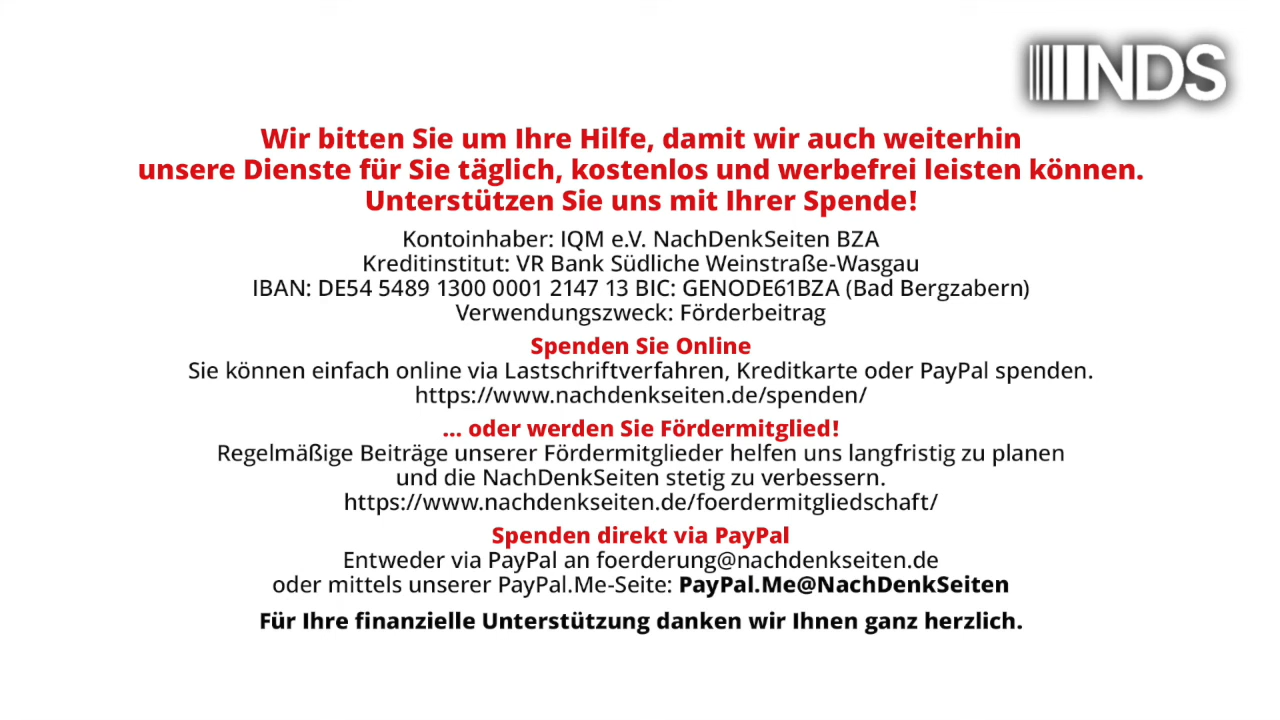 NDS
Wir bitten Sie um Ihre Hilfe, damit wir auch weiterhin
unsere Dienste für Sie täglich, kostenlos und werbefrei leisten können.
Unterstützen Sie uns mit Ihrer Spende!
Kontoinhaber: IQM e.V. NachDenkSeiten BZA
Kreditinstitut: VR Bank Südliche Weinstraße-Wasgau
IBAN: DE54 5489 1300 0001 2147 13 BIC: GENODE61BZA (Bad Bergzabern)
Verwendungszweck: Förderbeitrag
Spenden Sie Online
Sie können einfach online via Lastschriftverfahren, Kreditkarte oder PayPal spenden.
https://www.nachdenkseiten.de/spenden/
... oder werden Sie Fördermitglied!
Regelmäßige Beiträge unserer Fördermitglieder helfen uns langfristig zu planen
und die NachDenkSeiten stetig zu verbessern.
https://www.nachdenkseiten.de/foerdermitgliedschaft/
Spenden direkt via PayPal
Entweder via PayPal an foerderung@nachdenkseiten.de
oder mittels unserer PayPal.Me-Seite: PayPal.Me@NachDenkSeiten
Für Ihre finanzielle Unterstützung danken wir Ihnen ganz herzlich.